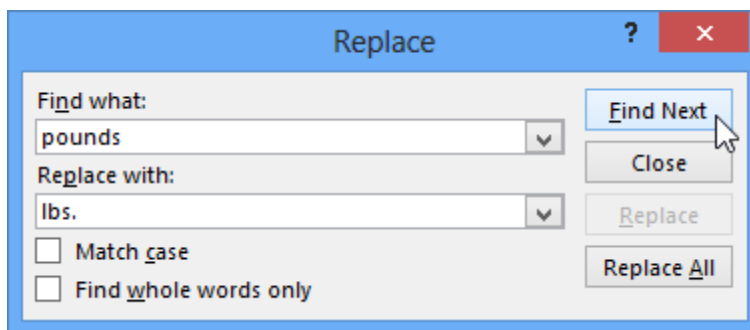 Replace
?
×
Find what:
pounds
Find Next
Close
Replace with:
lbs.
Replace
Match case
Replace All
Find whole words only